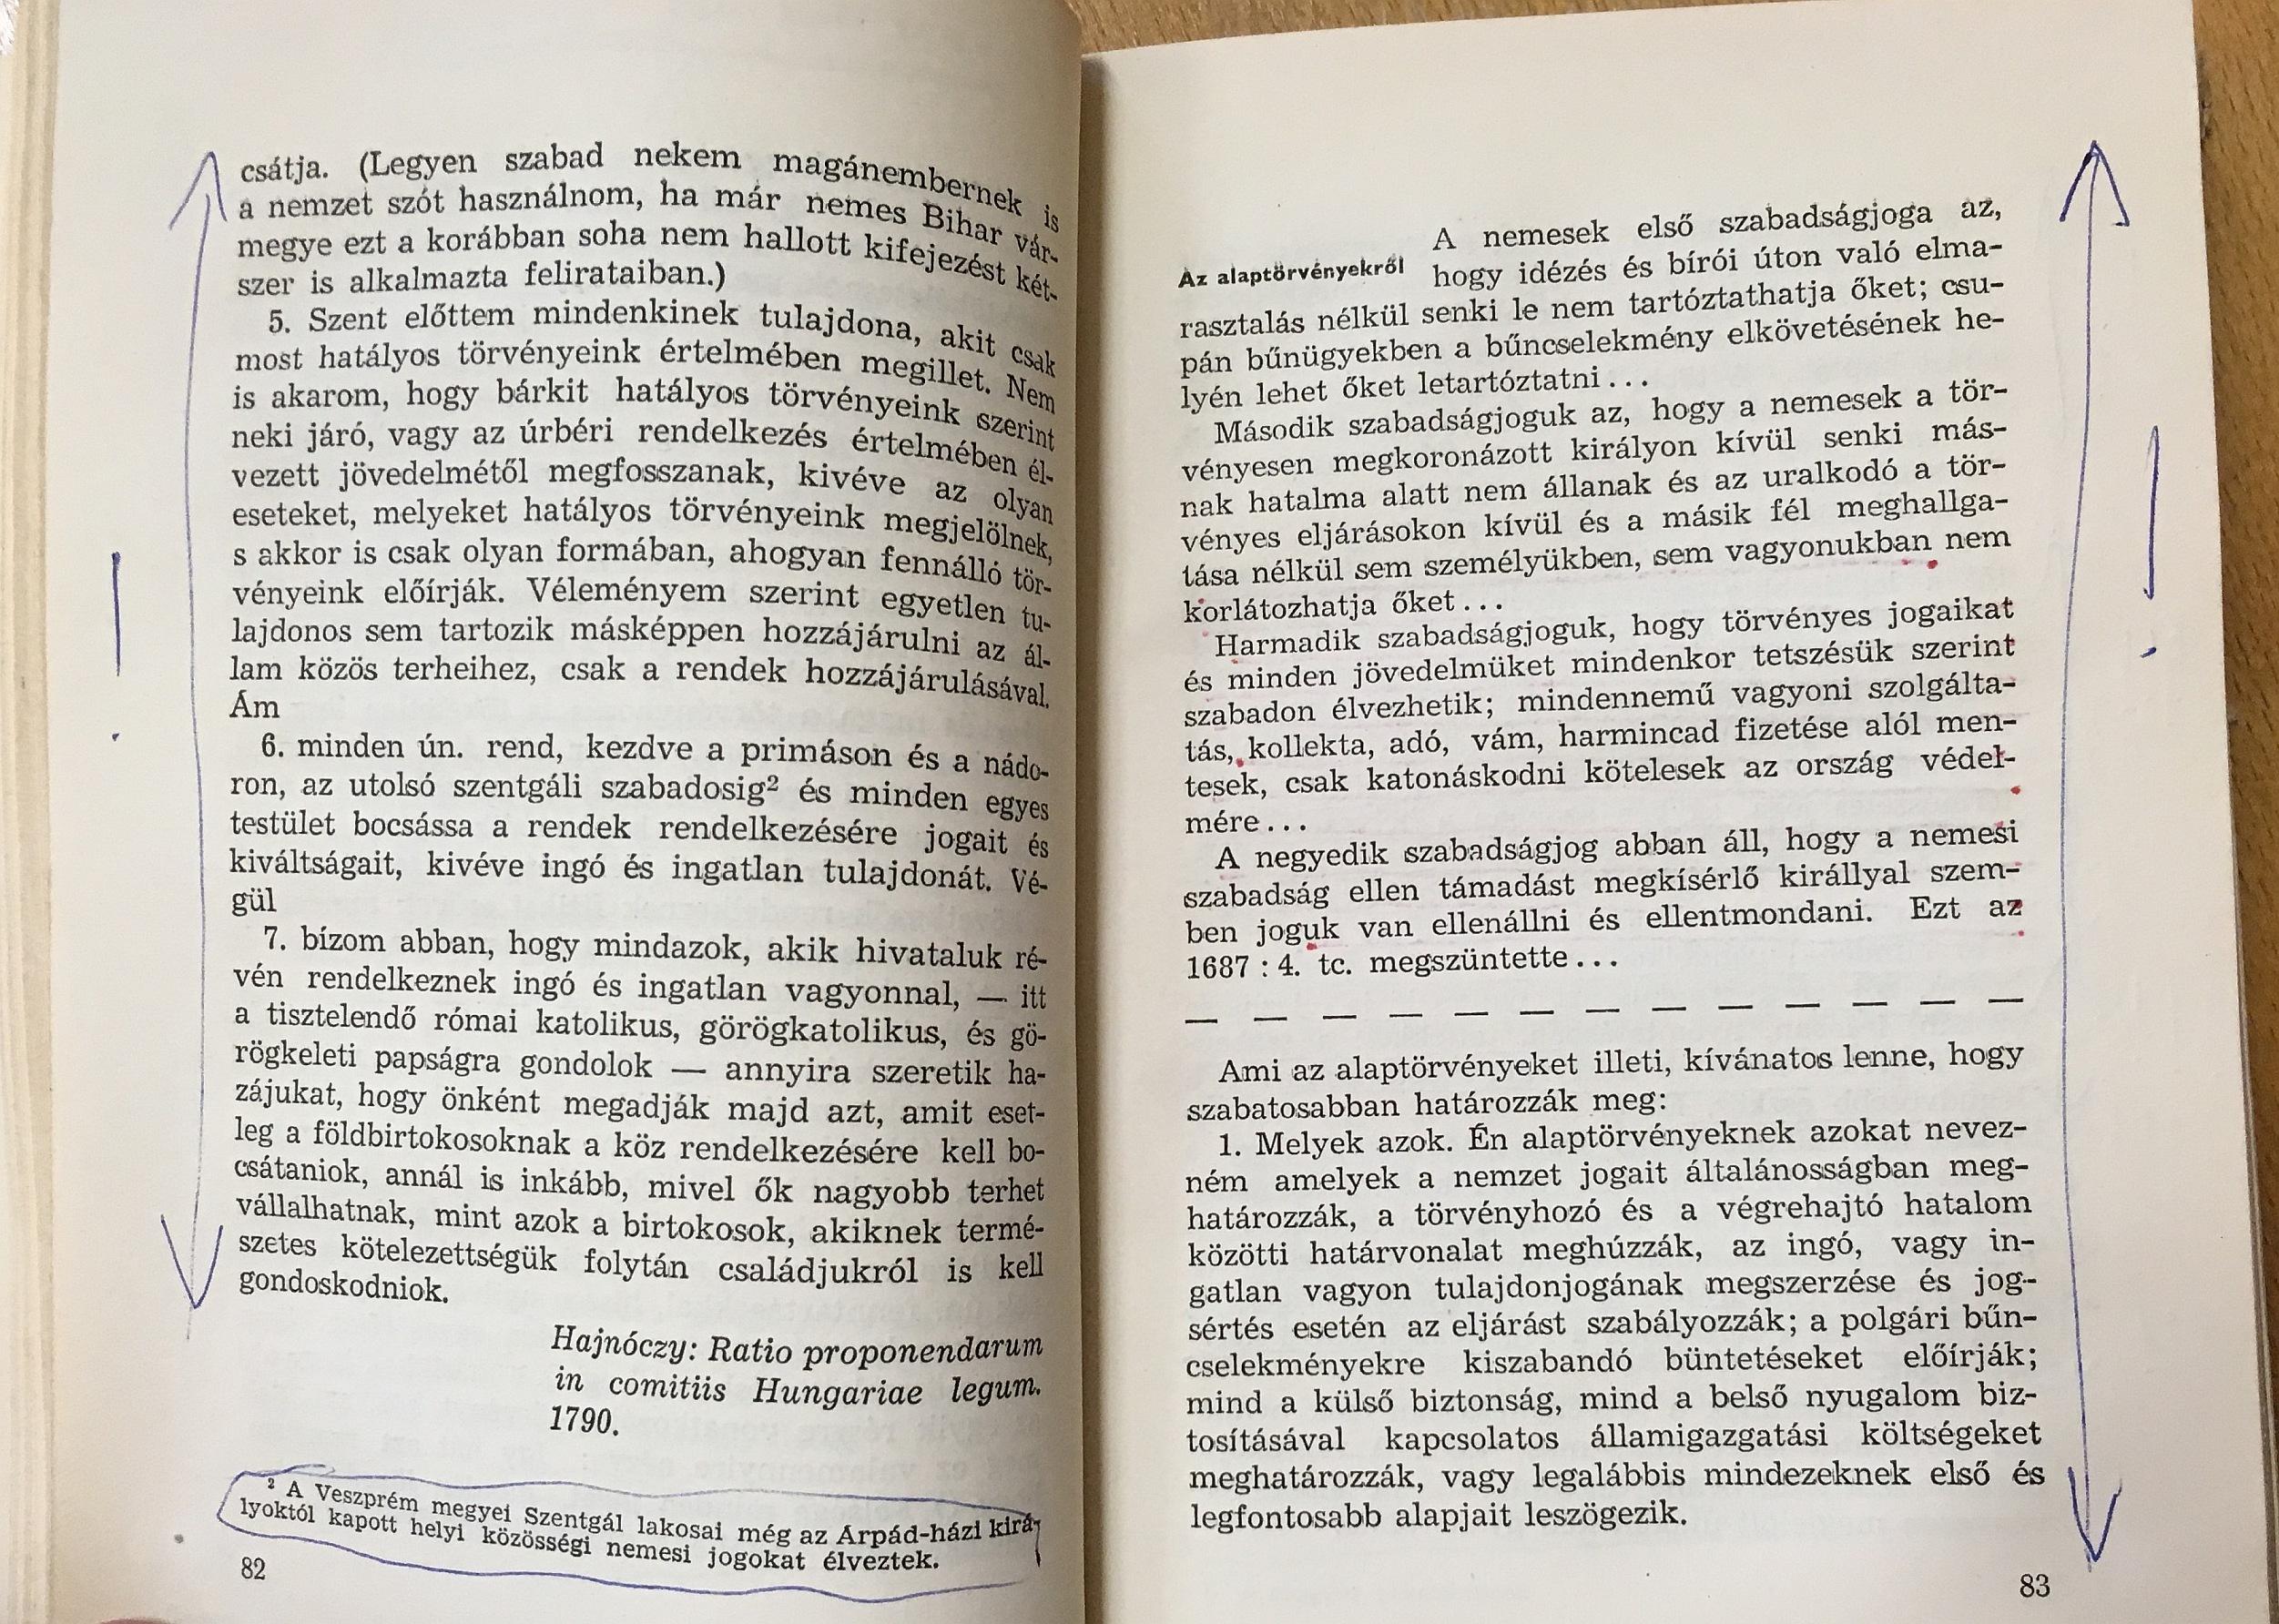 csátja. (Legyen szabad nekem magánembernek is
a nemzet szót használnom, ha már nemes Bihar vár-
megye ezt a korábban soha nem hallott kifejezést két-
szer is alkalmazta felirataiban.)
5. Szent előttem mindenkinek tulajdona, akit csak
most hatályos törvényeink értelmében megillet. Nem
is akarom, hogy bárkit hatályos törvényeink szerint
neki járó, vagy az úrbéri rendelkezés értelmében él-
vezett jövedelmétől megfosszanak, kivéve az olyan
eseteket, melyeket hatályos törvényeink megjelölnek,
s akkor is csak olyan formában, ahogyan fennálló tör-
vényeink előírják. Véleményem szerint egyetlen tu-
lajdonos sem tartozik másképpen hozzájárulni az ál-
lam közös terheihez, csak a rendek hozzájárulásával.
Ám
6. minden ún. rend, kezdve a prímáson és a nádo-
ron, az utolsó szentgáli szabadosig² és minden egyes
testület bocsássa a rendek rendelkezésére jogait és
kiváltságait, kivéve ingó és ingatlan tulajdonát. Vé-
gül
7. bízom abban, hogy mindazok, akik hivataluk ré-
vén rendelkeznek ingó és ingatlan vagyonnal, — itt
a tisztelendő római katolikus, görögkatolikus, és gö-
rögkeleti papságra gondolok — annyira szeretik ha-
zájukat, hogy önként megadják majd azt, amit eset-
leg a földbirtokosoknak a köz rendelkezésére kell bo-
csátaniok, annál is inkább, mivel ők nagyobb terhet
vállalhatnak, mint azok a birtokosok, akiknek termé-
szetes kötelezettségük folytán családjukról is kell
gondoskodniok.
Hajnóczy: Ratio proponendarum
in comitiis Hungariae legum.
1790.
² A Veszprém megyei Szentgál lakosai még az Árpád-házi kirá-
lyoktól kapott helyi közösségi nemesi jogokat élveztek.
82
Az alaptörvényekről
A nemesek első szabadságjoga az,
hogy idézés és bírói úton való elma-
rasztalás nélkül senki le nem tartóztathatja őket; csu-
pán bűnügyekben a bűncselekmény elkövetésének he-
lyén lehet őket letartóztatni...
Második szabadságjoguk az, hogy a nemesek a tör-
vényesen megkoronázott királyon kívül senki más-
nak hatalma alatt nem állanak és az uralkodó a tör-
vényes eljárásokon kívül és a másik fél meghallga-
tása nélkül sem személyükben, sem vagyonukban nem
korlátozhatja őket...
Harmadik szabadságjoguk, hogy törvényes jogaikat
és minden jövedelmüket mindenkor tetszésük szerint
szabadon élvezhetik; mindennemű vagyoni szolgálta-
tás, kollekta, adó, vám, harmincad fizetése alól men-
tesek, csak katonáskodni kötelesek az ország védel-
mére...
A negyedik szabadságjog abban áll, hogy a nemesi
szabadság ellen támadást megkísérlő királlyal szem-
ben joguk van ellenállni és ellentmondani. Ezt az
1687 : 4. tc. megszüntette...
— — — — — — — — — — — — —
Ami az alaptörvényeket illeti, kívánatos lenne, hogy
szabatosabban határozzák meg:
1. Melyek azok. Én alaptörvényeknek azokat nevez-
ném amelyek a nemzet jogait általánosságban meg-
határozzák, a törvényhozó és a végrehajtó hatalom
közötti határvonalat meghúzzák, az ingó, vagy in-
gatlan vagyon tulajdonjogának megszerzése és jog-
sértés esetén az eljárást szabályozzák; a polgári bűn-
cselekményekre kiszabandó büntetéseket előírják;
mind a külső biztonság, mind a belső nyugalom biz-
tosításával kapcsolatos államigazgatási költségeket
meghatározzák, vagy legalábbis mindezeknek első és
legfontosabb alapjait leszögezik.
83